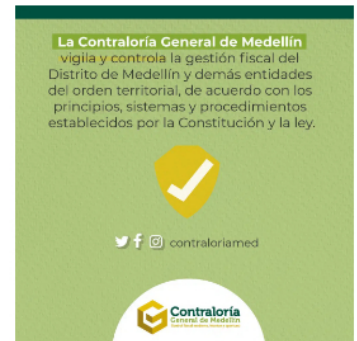 La Contraloría General de Medellín
vigila y controla la gestión fiscal del
Distrito de Medellín y demás entidades
del orden territorial, de acuerdo con los
principios, sistemas y procedimientos
establecidos por la Constitución y la ley.
contraloriamed
Contraloría
General de Medellín